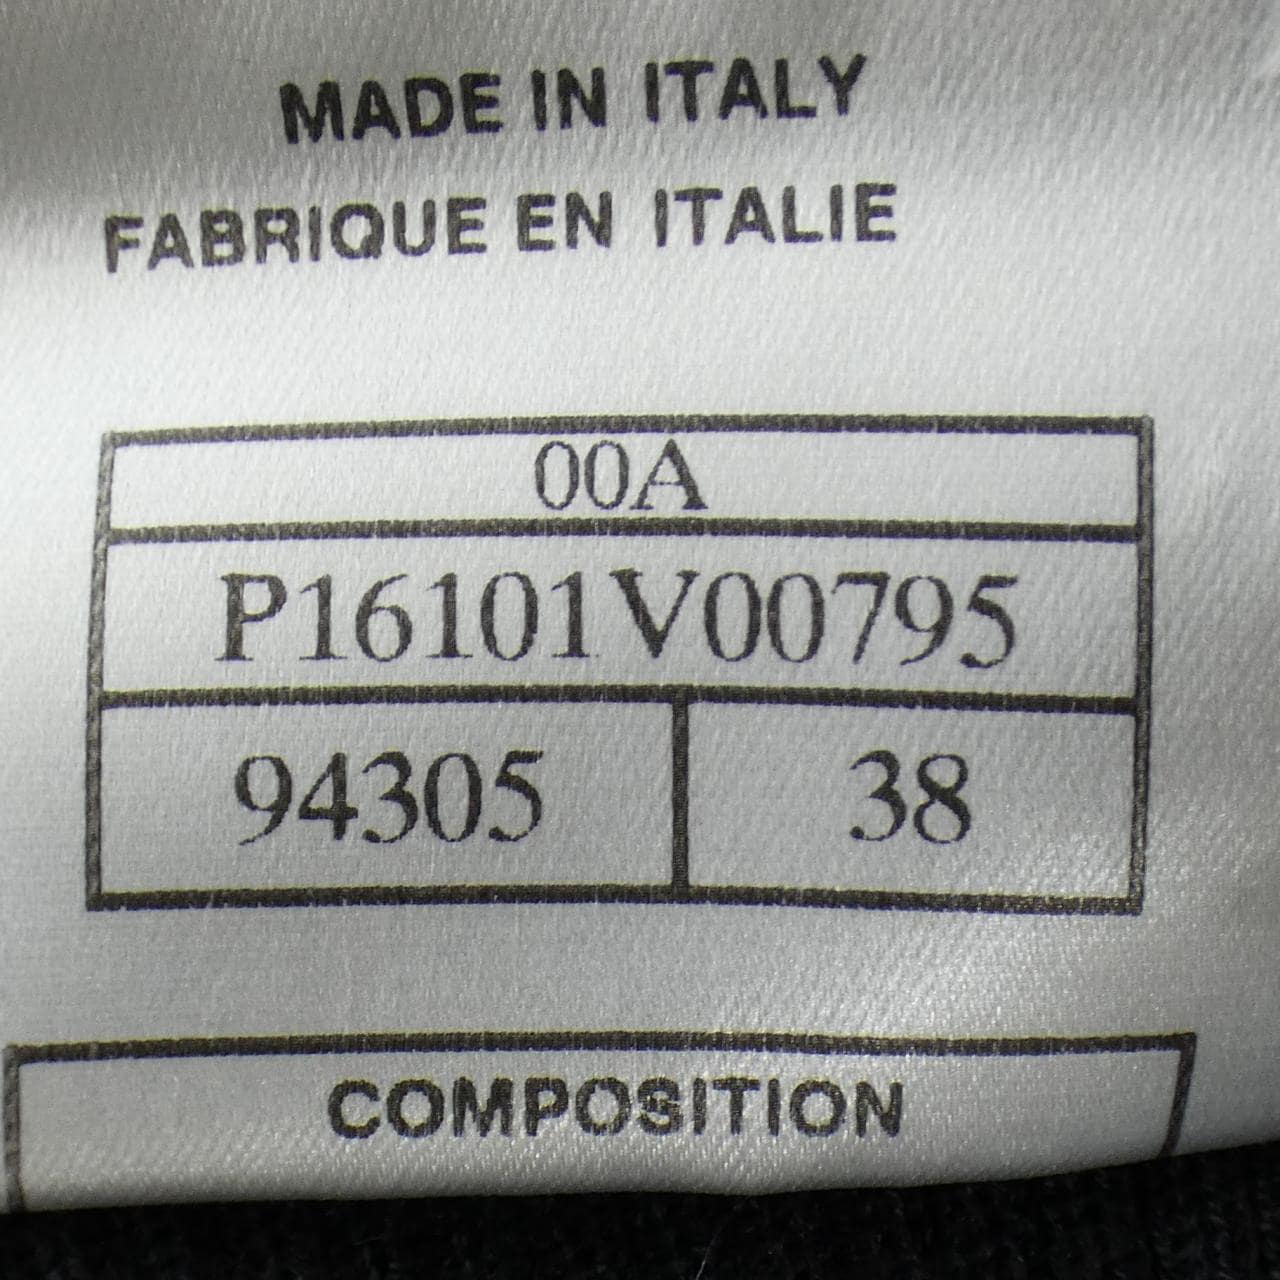 MADE IN ITALY
FABRIQUE EN ITALIE
00A
P16101V00795
94305 38
COMPOSITION